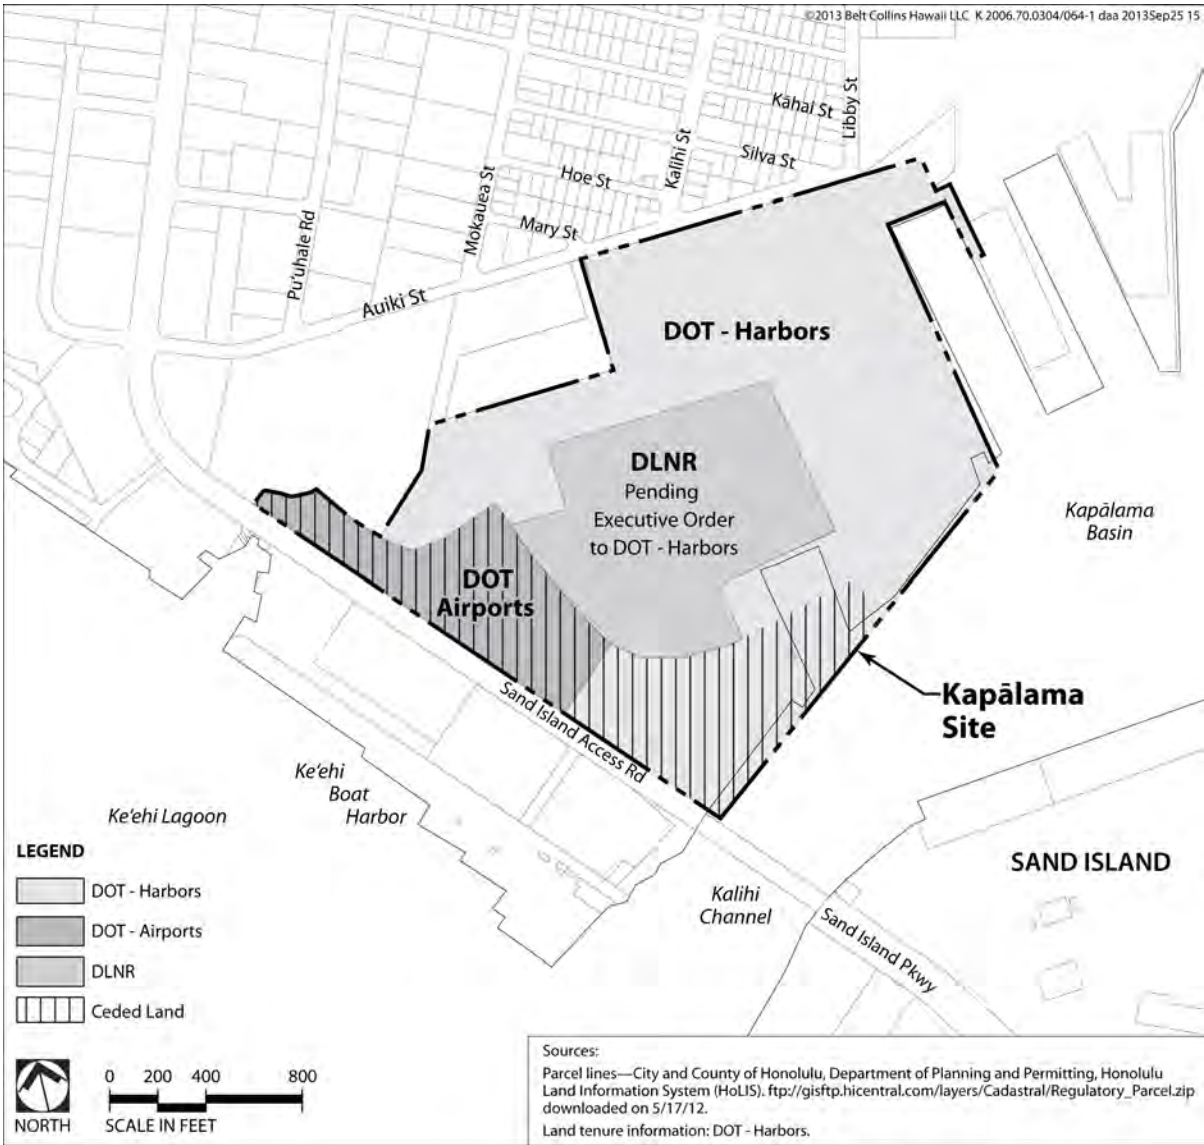 ©2013 Belt Collins Hawaii LLC K 2006.70.0304/064-1 daa 2013Sep25 15
Kāhai St
Libby St
Silva St
Kalihi St
Hoe St
Mokauea St
Mary St
Pu'uhale Rd
Auiki St
DOT - Harbors
DLNR
Pending
Executive Order
to DOT - Harbors
Kapālama
Basin
DOT
Airports
Kapālama
Site
Sand Island Access Rd
Ke'ehi
Boat
Harbor
Ke'ehi Lagoon
SAND ISLAND
Kalihi
Channel
Sand Island Pkwy
LEGEND
DOT - Harbors
DOT - Airports
DLNR
Ceded Land
NORTH
0 200 400 800
SCALE IN FEET
Sources:
Parcel lines—City and County of Honolulu, Department of Planning and Permitting, Honolulu
Land Information System (HoLIS). ftp://gisftp.hicentral.com/layers/Cadastral/Regulatory_Parcel.zip
downloaded on 5/17/12.
Land tenure information: DOT - Harbors.